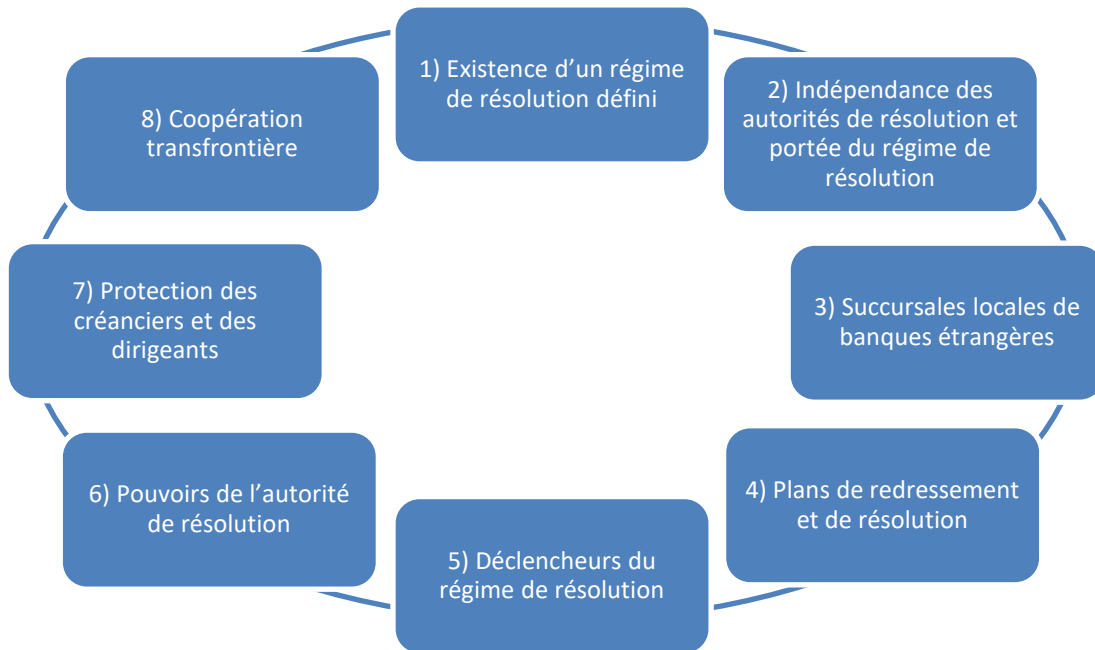 1) Existence d’un régime
de résolution défini
2) Indépendance des
autorités de résolution et
portée du régime de
résolution
3) Succursales locales de
banques étrangères
4) Plans de redressement
et de résolution
5) Déclencheurs du
régime de résolution
6) Pouvoirs de l’autorité
de résolution
7) Protection des
créanciers et des
dirigeants
8) Coopération
transfrontière